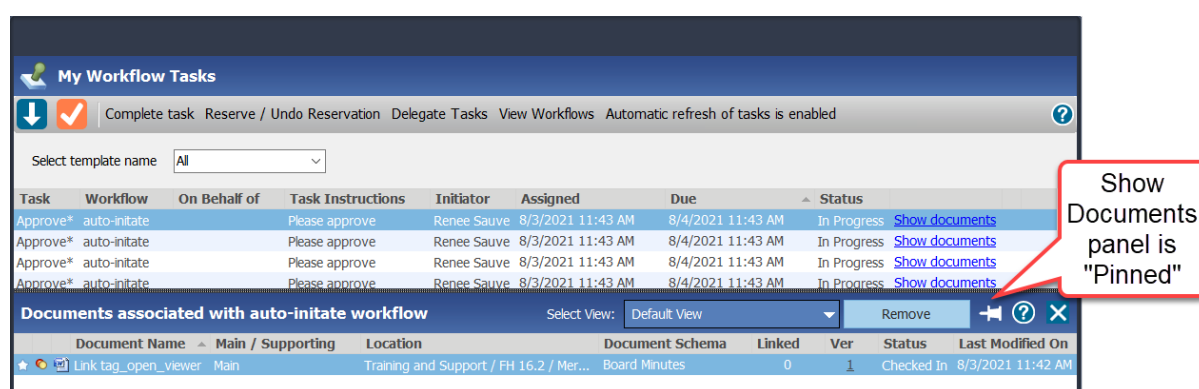 My Workflow Tasks
Complete task Reserve / Undo Reservation Delegate Tasks View Workflows Automatic refresh of tasks is enabled ?
Select template name All
Task Workflow On Behalf of Task Instructions Initiator Assigned Due Status
Approve* auto-initate Please approve Renee Sauve 8/3/2021 11:43 AM 8/4/2021 11:43 AM In Progress Show documents
Approve* auto-initate Please approve Renee Sauve 8/3/2021 11:43 AM 8/4/2021 11:43 AM In Progress Show documents
Approve* auto-initate Please approve Renee Sauve 8/3/2021 11:43 AM 8/4/2021 11:43 AM In Progress Show documents
Approve* auto-initate Please approve Renee Sauve 8/3/2021 11:43 AM 8/4/2021 11:43 AM In Progress Show documents
Show
Documents
panel is
"Pinned"
Documents associated with auto-initate workflow Select View: Default View Remove ?
Document Name Main / Supporting Location Document Schema Linked Ver Status Last Modified On
Link tag_open_viewer Main Training and Support / FH 16.2 / Mer... Board Minutes 0 1 Checked In 8/3/2021 11:42 AM